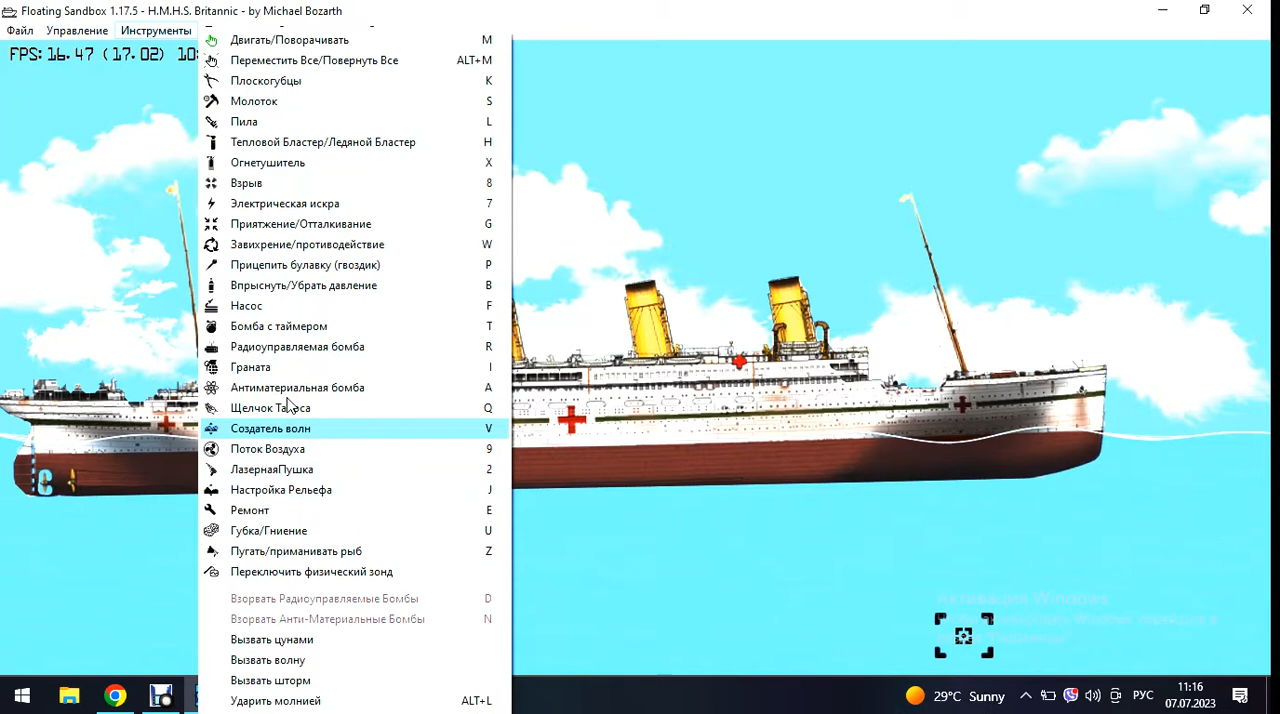 Floating Sandbox 1.17.5 - H.M.H.S. Britannic - by Michael Bozarth
Файл Управление Инструменты
FPS: 16.47 (17.02)
Двигать/Поворачивать M
Переместить Все/Повернуть Все ALT+M
Плоскогубцы K
Молоток S
Пила L
Тепловой Бластер/Ледяной Бластер H
Огнетушитель X
Взрыв 8
Электрическая искра 7
Приятжение/Отталкивание G
Завихрение/противодействие W
Прицепить булавку (гвоздик) P
Впрыснуть/Убрать давление B
Насос F
Бомба с таймером T
Радиоуправляемая бомба R
Граната I
Антиматериальная бомба A
Щелчок Q
Создатель волн V
Поток Воздуха 9
ЛазернаяПушка 2
Настройка Рельефа J
Ремонт E
Губка/Гниение U
Пугать/приманивать рыб Z
Переключить физический зонд
Взорвать Радиоуправляемые Бомбы D
Взорвать Анти-Материальные Бомбы N
Вызвать цунами
Вызвать волну
Вызвать шторм
Ударить молнией ALT+L
Активация Windows
29°C Sunny
РУС
11:16
07.07.2023